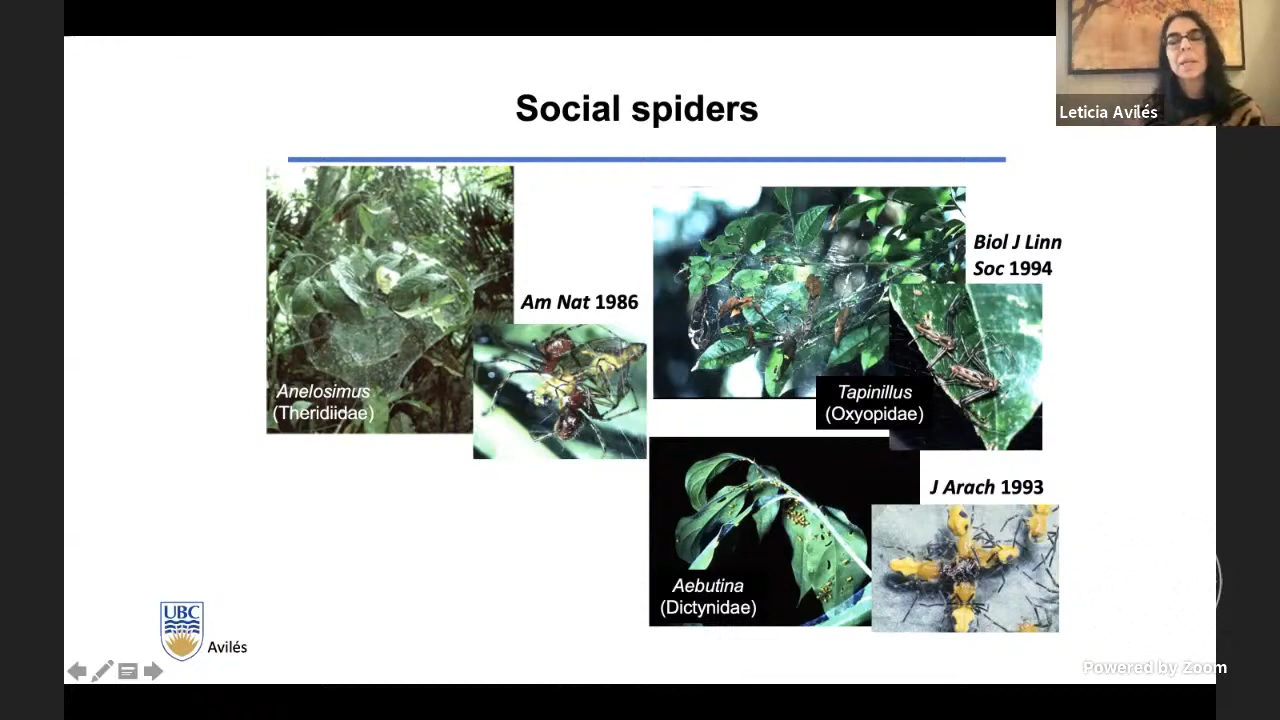 Social spiders
Leticia Avilés
Am Nat 1986
Anelosimus
(Theridiidae)
Biol J Linn
Soc 1994
Tapinillus
(Oxyopidae)
J Arach 1993
Aebutina
(Dictynidae)
UBC
Avilés
Powered by Zoom